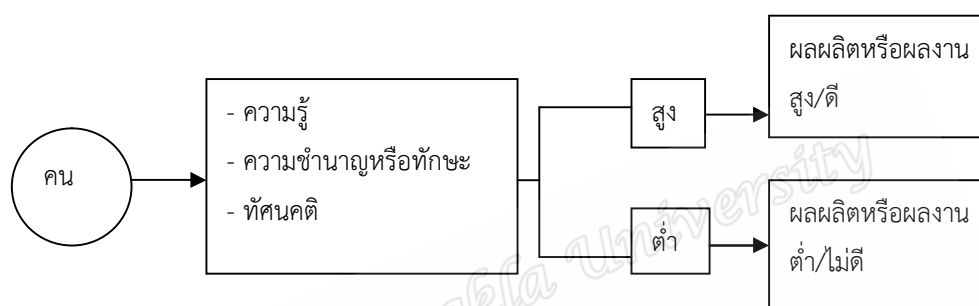 คน
- ความรู้
- ความชำนาญหรือทักษะ
- ทัศนคติ
สูง
ผลผลิตหรือผลงาน
สูง/ดี
ต่ำ
ผลผลิตหรือผลงาน
ต่ำ/ไม่ดี
University